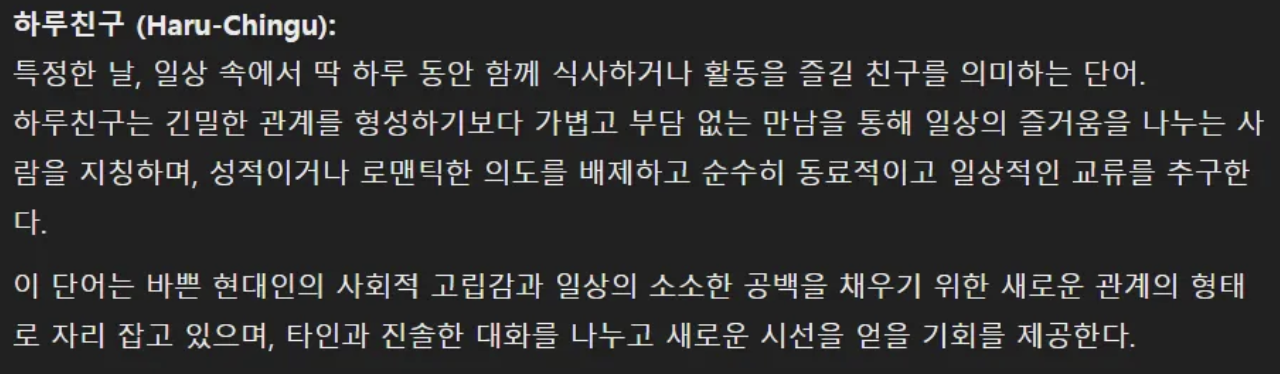 하루친구 (Haru-Chingu):
특정한 날, 일상 속에서 딱 하루 동안 함께 식사하거나 활동을 즐길 친구를 의미하는 단어.
하루친구는 긴밀한 관계를 형성하기보다 가볍고 부담 없는 만남을 통해 일상의 즐거움을 나누는 사
람을 지칭하며, 성적이거나 로맨틱한 의도를 배제하고 순수히 동료적이고 일상적인 교류를 추구한
다.
이 단어는 바쁜 현대인의 사회적 고립감과 일상의 소소한 공백을 채우기 위한 새로운 관계의 형태
로 자리 잡고 있으며, 타인과 진솔한 대화를 나누고 새로운 시선을 얻을 기회를 제공한다.